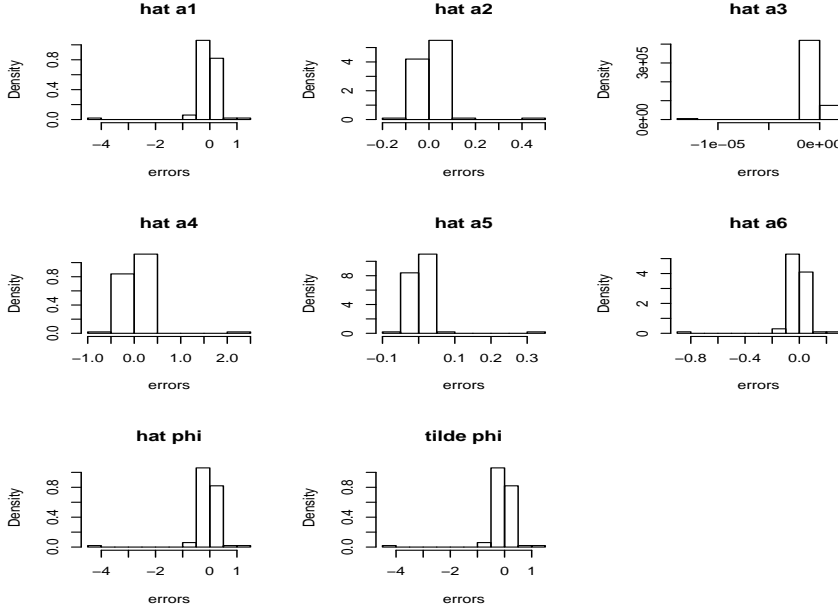 hat a1
Density
0.0
0.4
0.8
−4
−2
0
1
errors
hat a2
Density
0
2
4
−0.2
0.0
0.2
0.4
errors
hat a3
Density
0e+00
3e+05
−1e−05
0e+00
errors
hat a4
Density
0.0
0.4
0.8
−1.0
0.0
1.0
2.0
errors
hat a5
Density
0
4
8
−0.1
0.1
0.2
0.3
errors
hat a6
Density
0
2
4
−0.8
−0.4
0.0
errors
hat phi
Density
0.0
0.4
0.8
−4
−2
0
1
errors
tilde phi
Density
0.0
0.4
0.8
−4
−2
0
1
errors